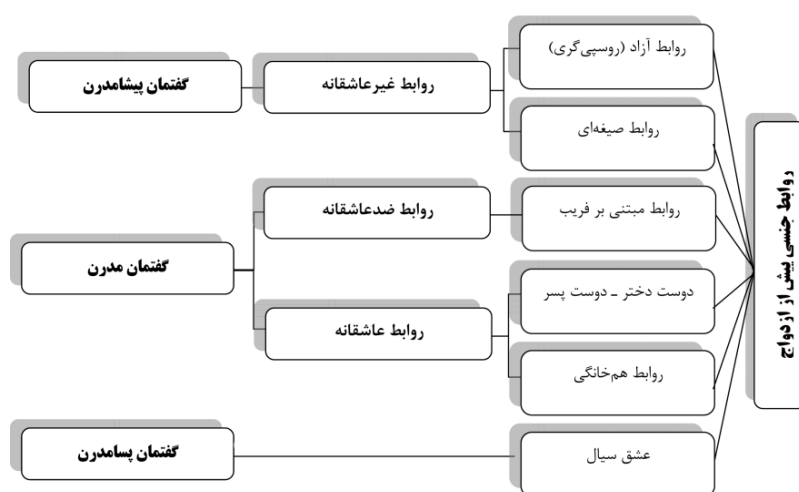 روابط جنسی پیش از ازدواج
روابط آزاد (روسپی‌گری)
روابط صیغه‌ای
روابط مبتنی بر فریب
دوست دختر ـ دوست پسر
روابط هم‌خانگی
عشق سیال
روابط غیرعاشقانه
روابط ضدعاشقانه
روابط عاشقانه
گفتمان پیشامدرن
گفتمان مدرن
گفتمان پسامدرن